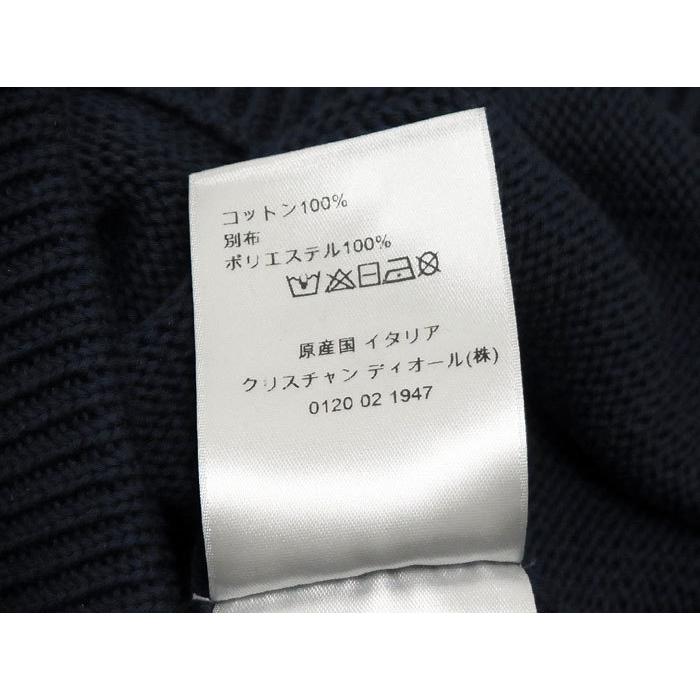 コットン100%
別布
ポリエステル100%
原産国 イタリア
クリスチャン ディオール(株)
0120 02 1947